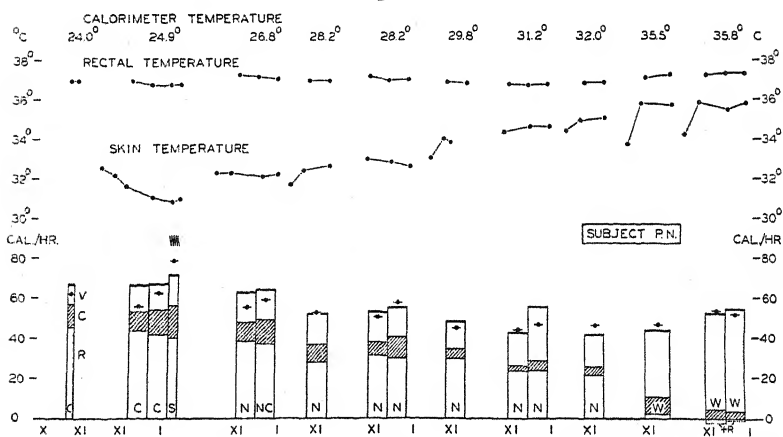 CALORIMETER TEMPERATURE
°C 24.0° 24.9° 26.8° 28.2° 28.2° 29.8° 31.2° 32.0° 35.5° 35.8° C
38° RECTAL TEMPERATURE 38°
36° 36°
34° 34°
SKIN TEMPERATURE
32° 32°
30° 30°
CAL./HR. SUBJECT P.N. CAL/HR.
80 80
60 V 60
C
40 R 40
20 20
0 C C C S N NC N N N N N N N W W W 0
X XI XI I XI I XI I XI I XI XI I XI XI XI +R I